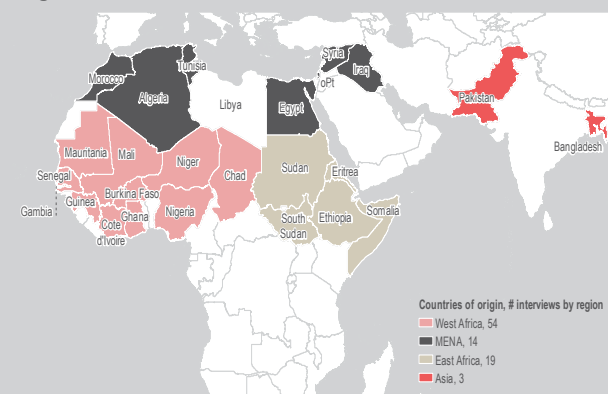 Syria
Tunisia
Morocco
Iraq
oPt
Algeria
Pakistan
Libya
Egypt
Bangladesh
Mauntania
Mali
Niger
Sudan
Senegal
Chad
Eritrea
Burkina Faso
Guinea
Gambia
Ghana
Nigeria
South
Sudan
Ethiopia
Somalia
Cote
d'Ivoire
Countries of origin, # interviews by region
West Africa, 54
MENA, 14
East Africa, 19
Asia, 3